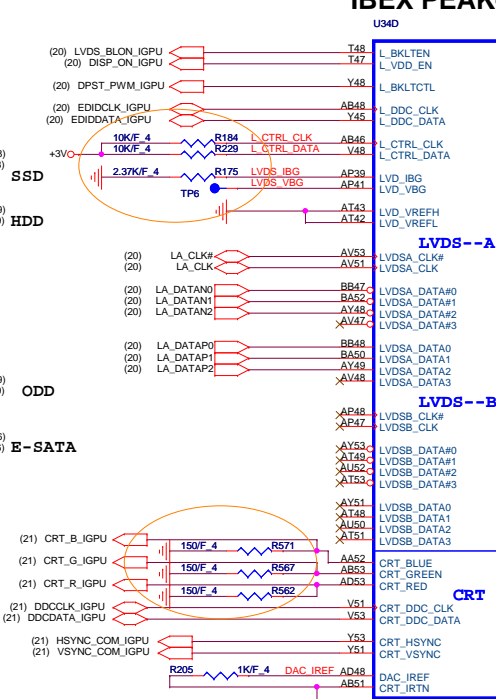 IBEX PEAK
U34D
(20) LVDS_BLON_IGPU T48 L_BKLTEN
(20) DISP_ON_IGPU T47 L_VDD_EN
(20) DPST_PWM_IGPU Y48 L_BKLTCTL
(20) EDIDCLK_IGPU AB48 L_DDC_CLK
(20) EDIDDATA_IGPU Y45 L_DDC_DATA
10K/F_4 R184 L_CTRL_CLK AB46 L_CTRL_CLK
+3V 10K/F_4 R229 L_CTRL_DATA V48 L_CTRL_DATA
SSD
2.37K/F_4 R175 LVDS_IBG AP39 LVD_IBG
TP6 LVDS_VBG AP41 LVD_VBG
HDD
AT43 LVD_VREFH
AT42 LVD_VREFL
LVDS--A
(20) LA_CLK# AV53 LVDSA_CLK#
(20) LA_CLK AV51 LVDSA_CLK
(20) LA_DATAN0 BB47 LVDSA_DATA#0
(20) LA_DATAN1 BA52 LVDSA_DATA#1
(20) LA_DATAN2 AY48 LVDSA_DATA#2
AV47 LVDSA_DATA#3
(20) LA_DATAP0 BB48 LVDSA_DATA0
(20) LA_DATAP1 BA50 LVDSA_DATA1
(20) LA_DATAP2 AY49 LVDSA_DATA2
AV48 LVDSA_DATA3
ODD
LVDS--B
AP48 LVDSB_CLK#
AP47 LVDSB_CLK
E-SATA
AY53 LVDSB_DATA#0
AT49 LVDSB_DATA#1
AU52 LVDSB_DATA#2
AT53 LVDSB_DATA#3
AY51 LVDSB_DATA0
AT48 LVDSB_DATA1
AU50 LVDSB_DATA2
AT51 LVDSB_DATA3
(21) CRT_B_IGPU 150/F_4 R571 AA52 CRT_BLUE
(21) CRT_G_IGPU 150/F_4 R567 AB53 CRT_GREEN
(21) CRT_R_IGPU 150/F_4 R562 AD53 CRT_RED
CRT
(21) DDCCLK_IGPU V51 CRT_DDC_CLK
(21) DDCDATA_IGPU V53 CRT_DDC_DATA
(21) HSYNC_COM_IGPU Y53 CRT_HSYNC
(21) VSYNC_COM_IGPU Y51 CRT_VSYNC
R205 1K/F_4 DAC_IREF AD48 DAC_IREF
AB51 CRT_IRTN